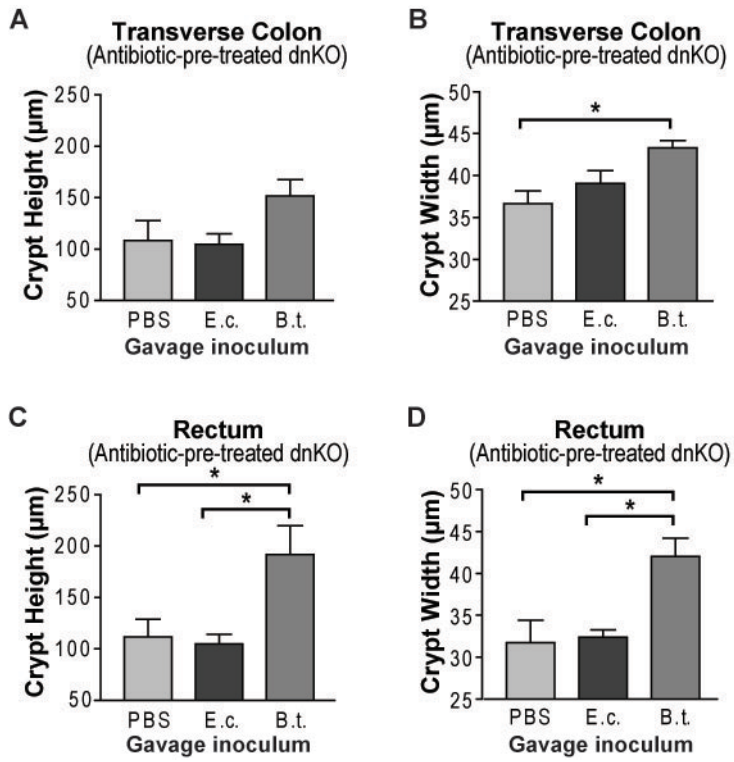 A
Transverse Colon
(Antibiotic-pre-treated dnKO)
Crypt Height (µm)
250
200
150
100
50
PBS E.c. B.t.
Gavage inoculum
B
Transverse Colon
(Antibiotic-pre-treated dnKO)
Crypt Width (µm)
50
45
40
35
30
25
*
PBS E.c. B.t.
Gavage inoculum
C
Rectum
(Antibiotic-pre-treated dnKO)
Crypt Height (µm)
250
200
150
100
50
*
*
PBS E.c. B.t.
Gavage inoculum
D
Rectum
(Antibiotic-pre-treated dnKO)
Crypt Width (µm)
50
45
42
35
30
25
*
*
PBS E.c. B.t.
Gavage inoculum